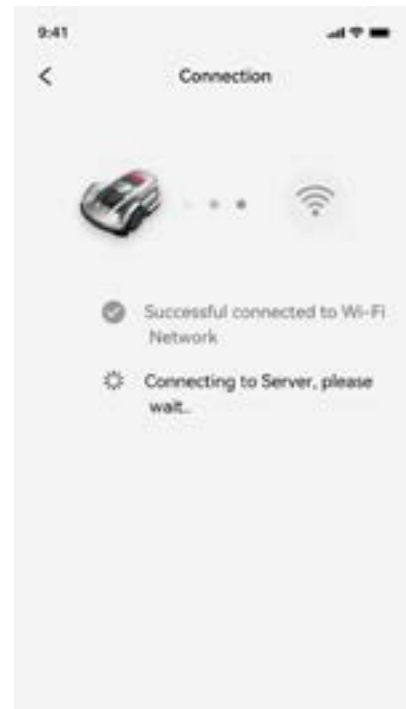 9:41
Connection
Successful connected to Wi-Fi
Network
Connecting to Server, please
wait..